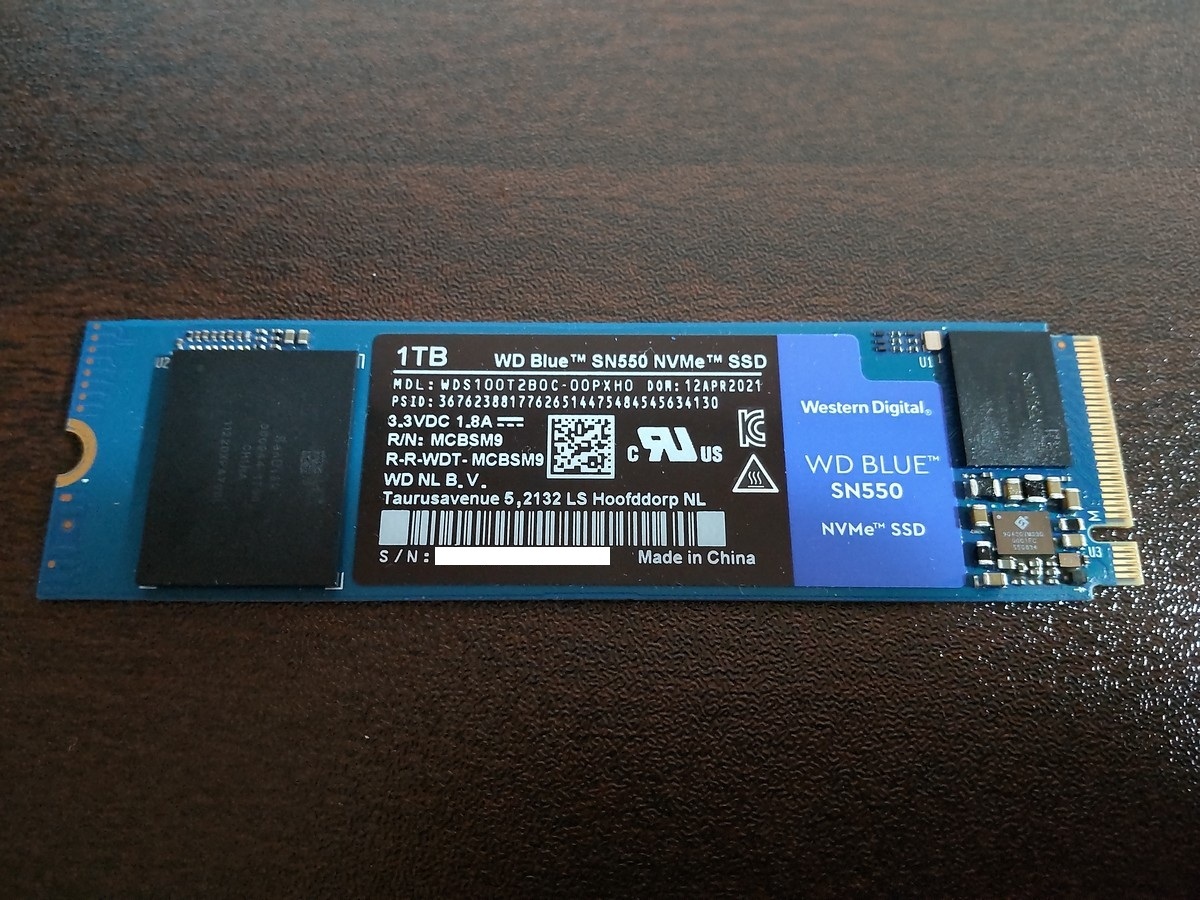 1TB WD Blue™ SN550 NVMe™ SSD
MDL: WDS100T2B0C-00PXH0 DOM: 12APR2021
PSID: 36762388177626514475484545634130
3.3VDC 1.8A
R/N: MCBSM9
R-R-WDT- MCBSM9
WD NL B.V.
Taurusavenue 5,2132 LS Hoofddorp NL
S/N:
Made in China
C US
Western Digital®
WD BLUE™
SN550
NVMe™ SSD
U2
U1
M
U3